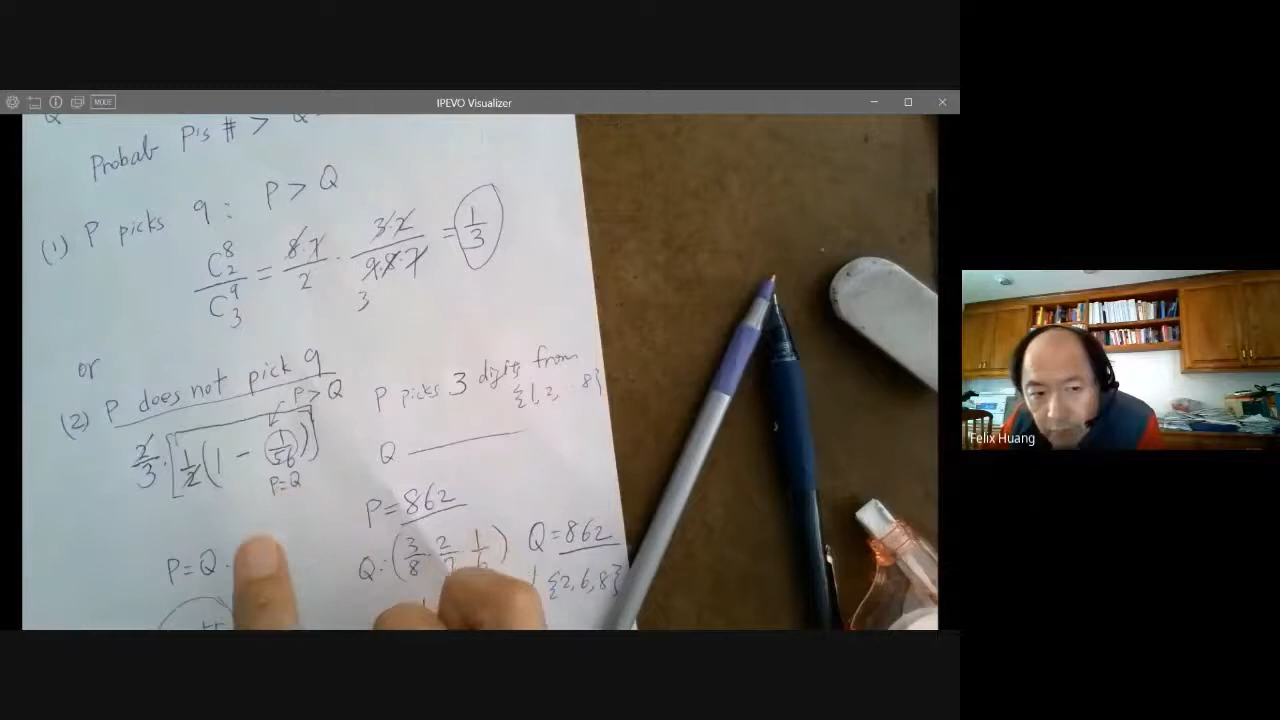 MODE
IPEVO Visualizer
Probab P's # > Q
(1) P picks 9 : P > Q
C⁸₂ / C⁹₃ = 8·7 / 2 · 3·2 / 9·8·7 = 1/3
3
or
(2) P does not pick 9
P > Q
2/3 · [ 1/2 ( 1 − 1/56 ) ]
P=Q
P=Q
P picks 3 digits from
{1, 2, ..8}
Q
P = 862
Q : ( 3/8 · 2/7 · 1/6 )
Q = 862
{2, 6, 8}
Felix Huang